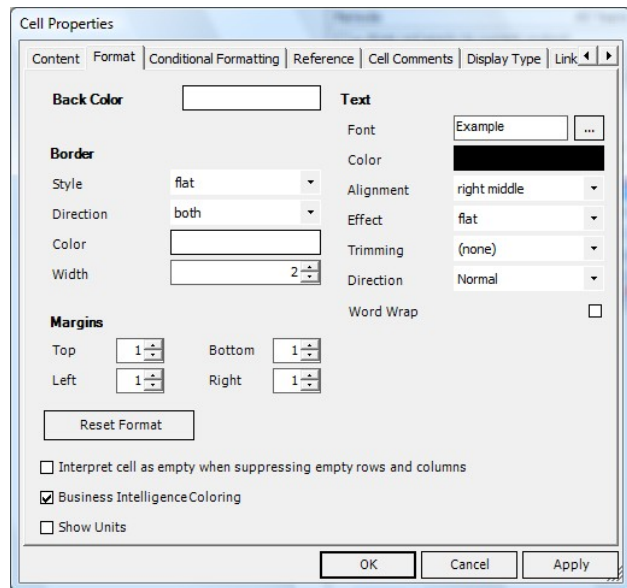 Cell Properties
Content Format Conditional Formatting Reference Cell Comments Display Type Link
Back Color
Border
Style flat
Direction both
Color
Width 2
Margins
Top 1 Bottom 1
Left 1 Right 1
Reset Format
Text
Font Example ...
Color
Alignment right middle
Effect flat
Trimming (none)
Direction Normal
Word Wrap
Interpret cell as empty when suppressing empty rows and columns
Business Intelligence Coloring
Show Units
OK Cancel Apply